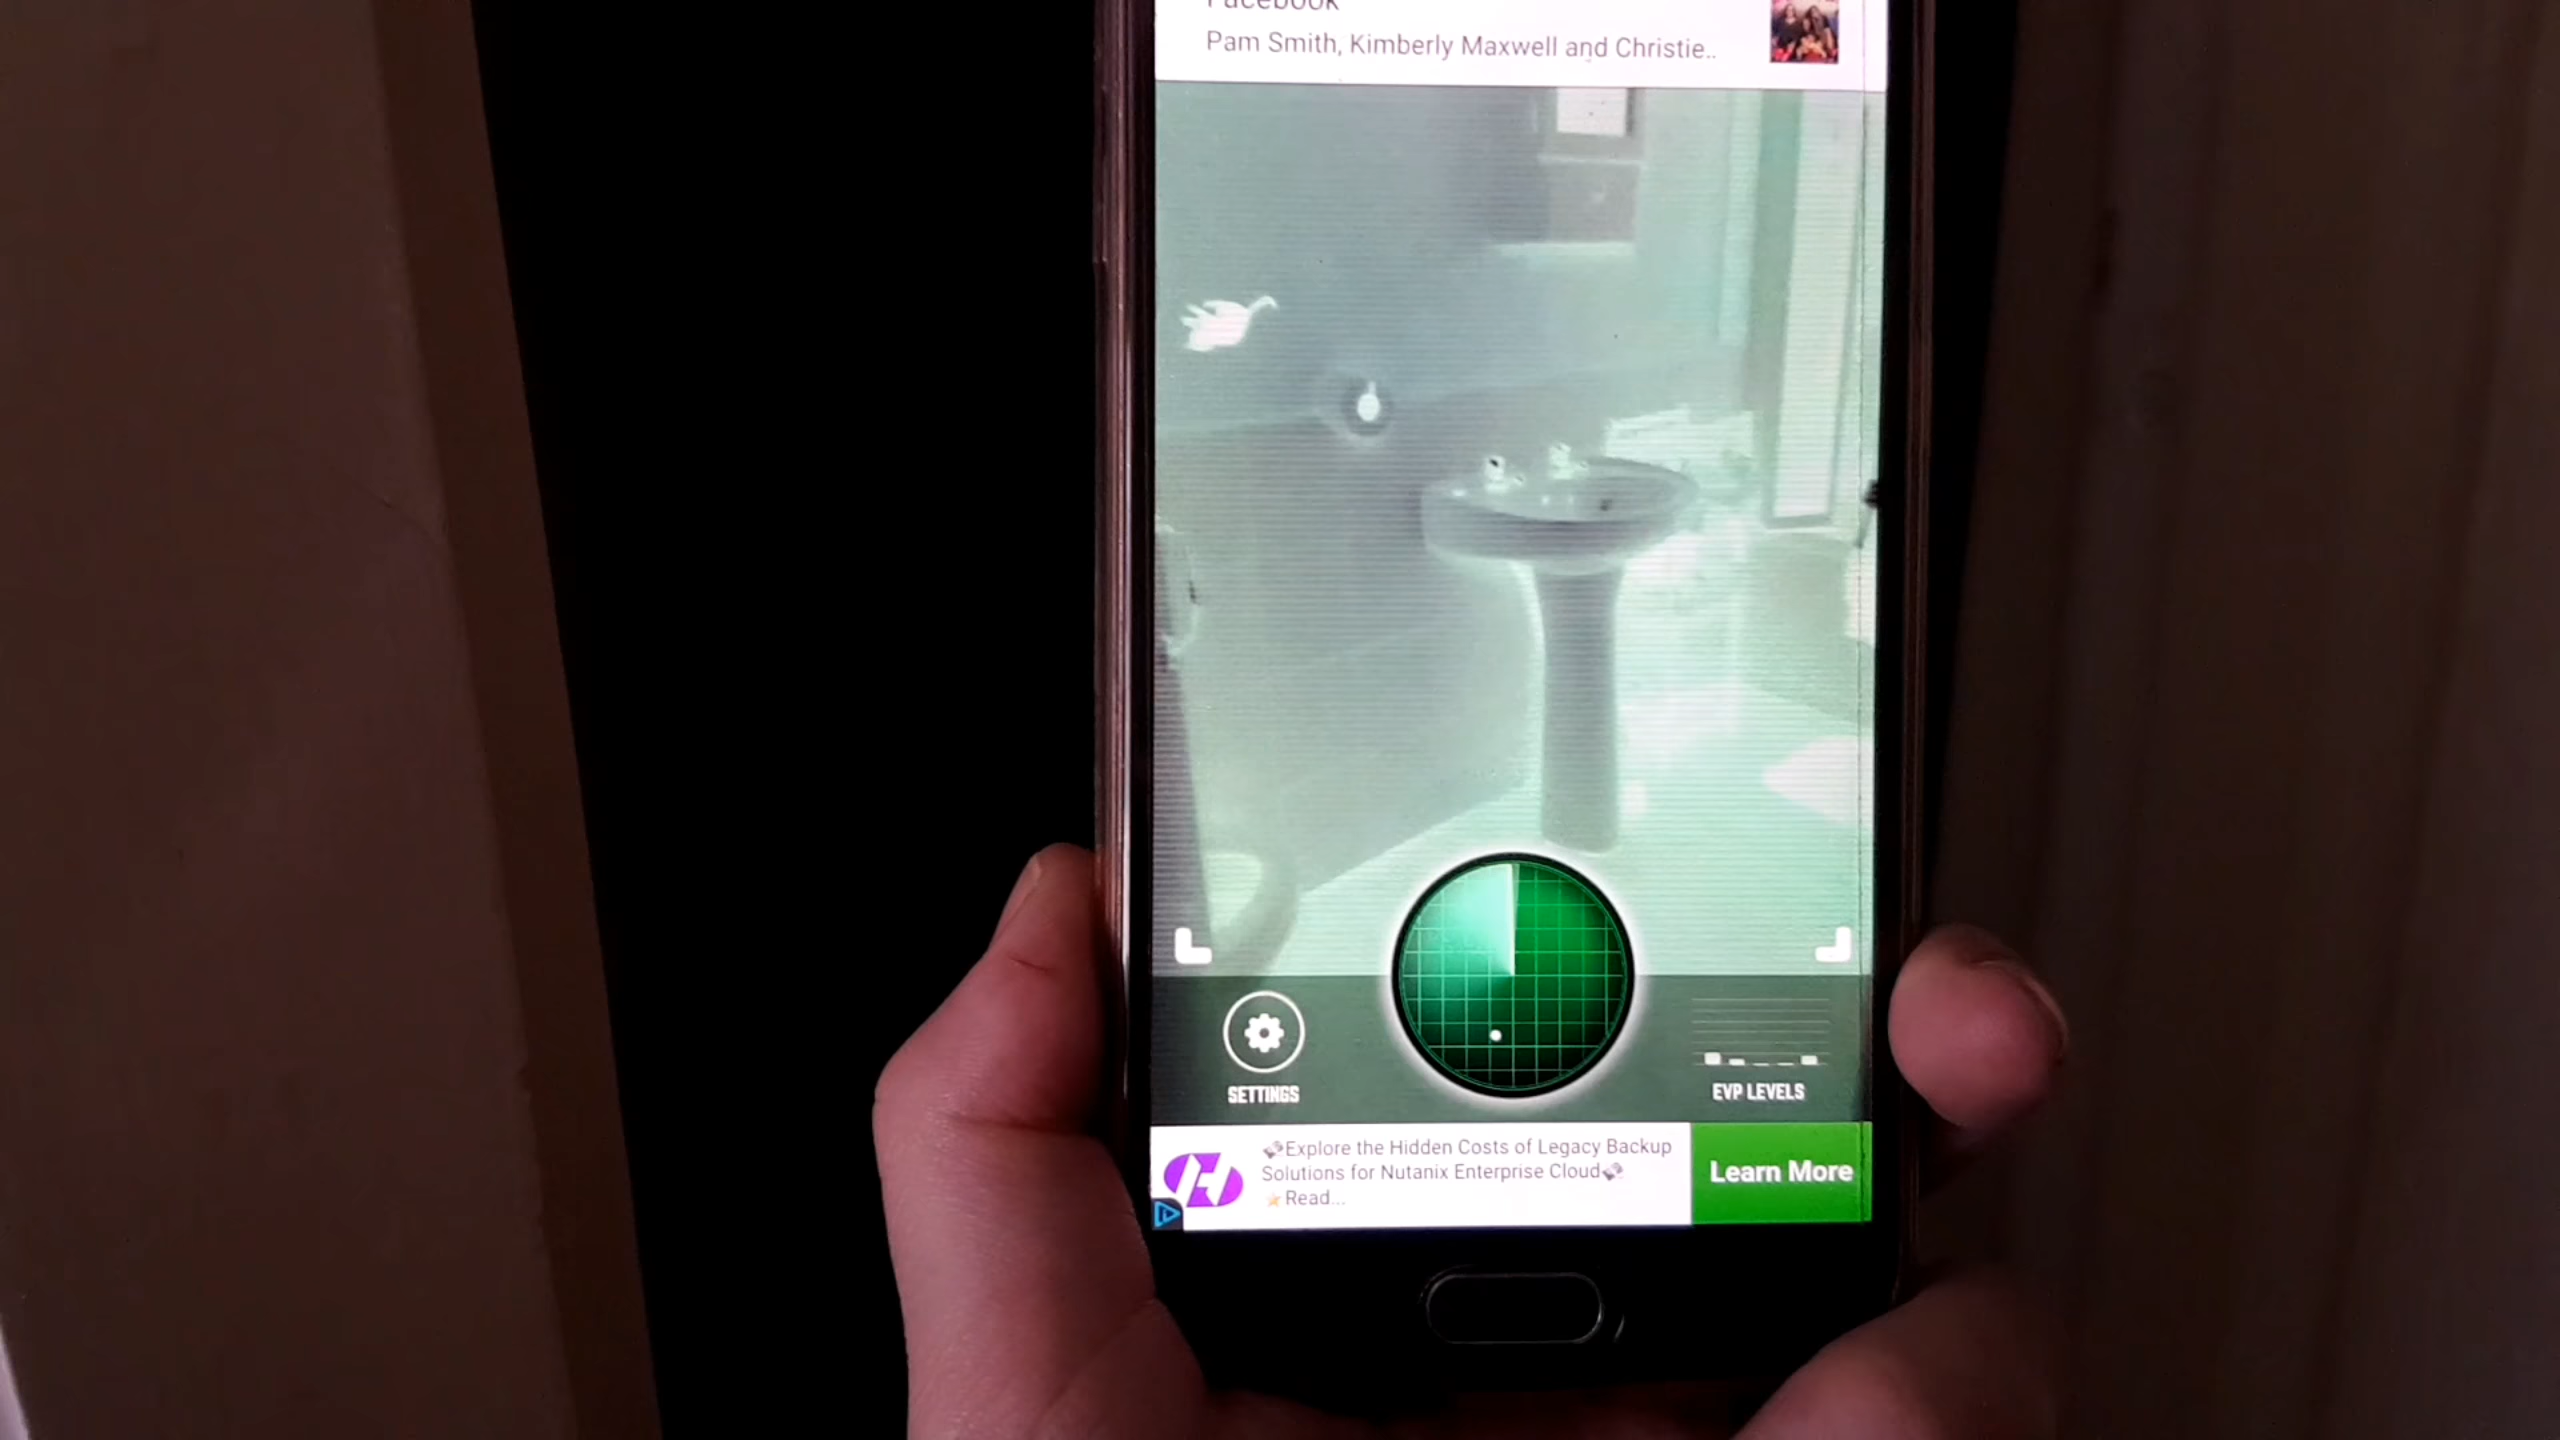 Facebook
Pam Smith, Kimberly Maxwell and Christie..
SETTINGS
EVP LEVELS
Explore the Hidden Costs of Legacy Backup
Solutions for Nutanix Enterprise Cloud
Read...
Learn More